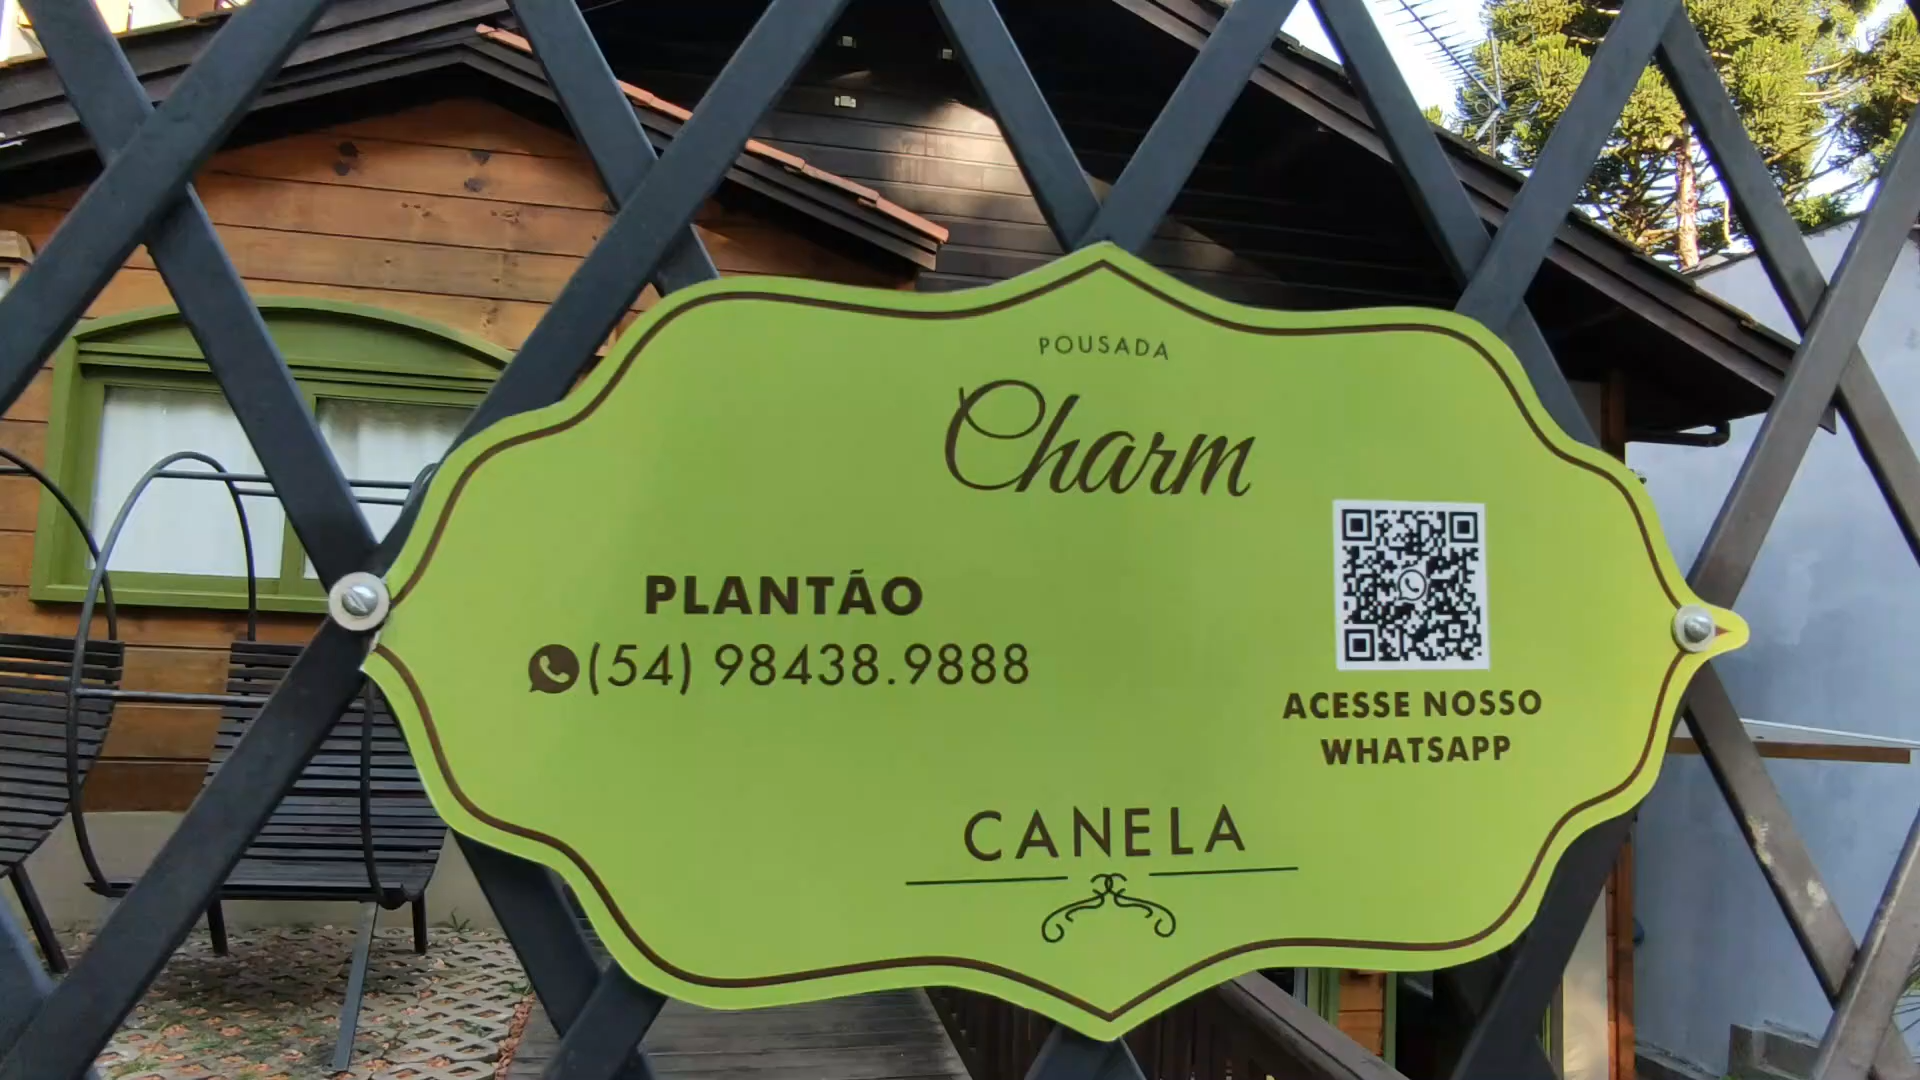 POUSADA
Charm
PLANTÃO
(54) 98438.9888
ACESSE NOSSO
WHATSAPP
CANELA